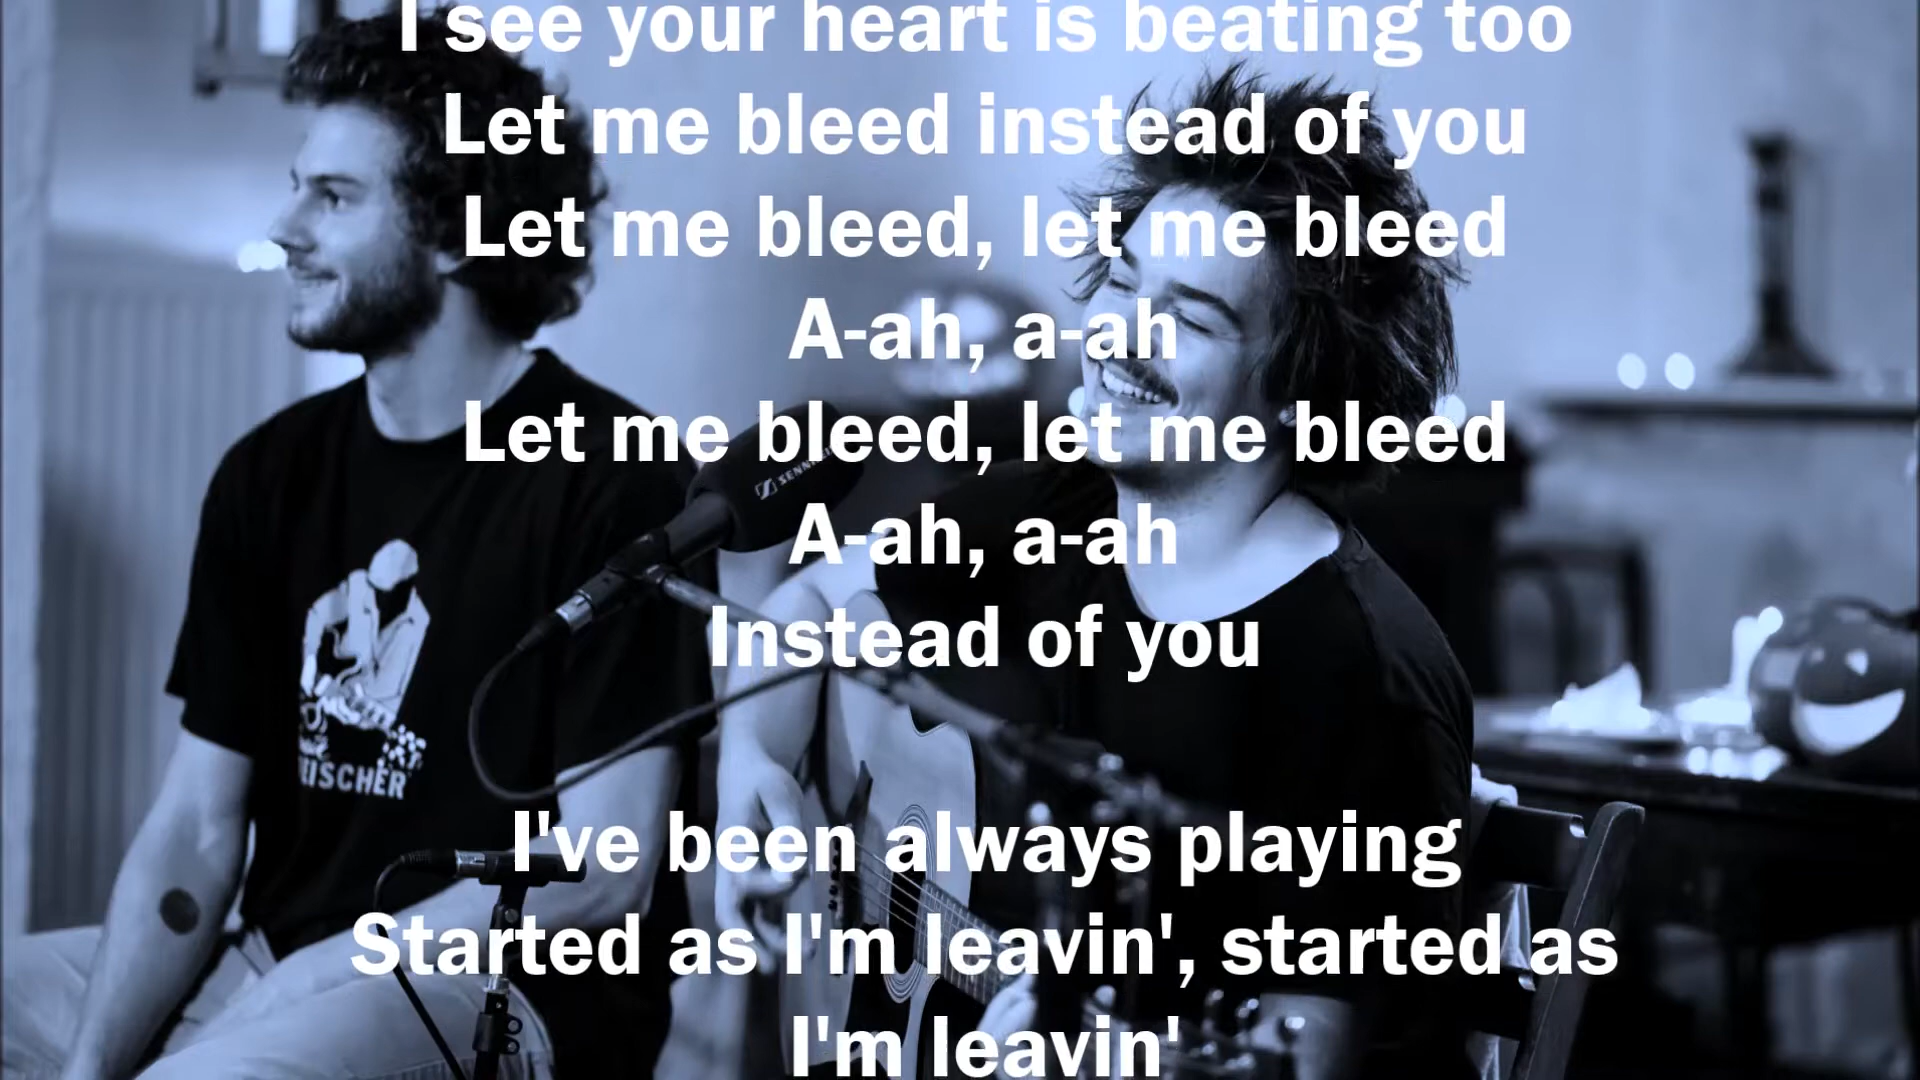 I see your heart is beating too
Let me bleed instead of you
Let me bleed, let me bleed
A-ah, a-ah
Let me bleed, let me bleed
A-ah, a-ah
Instead of you
I've been always playing
Started as I'm leavin', started as
I'm leavin'